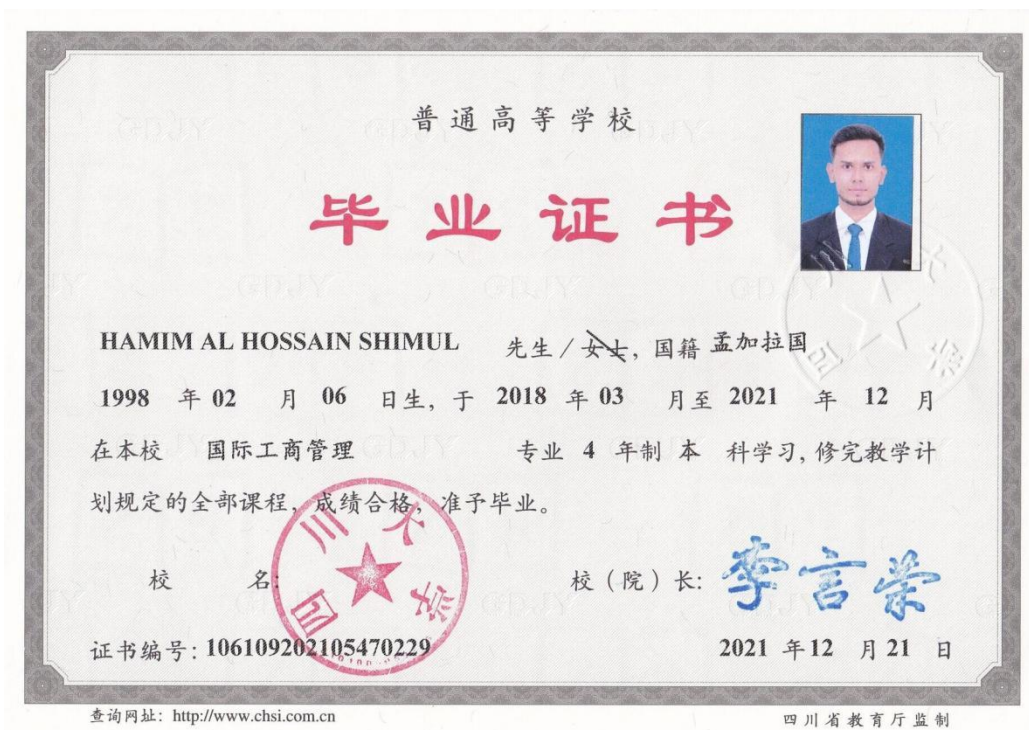 普通高等学校
毕业证书
HAMIM AL HOSSAIN SHIMUL 先生／女士，国籍 孟加拉国
1998 年 02 月 06 日生，于 2018 年 03 月至 2021 年 12 月
在本校 国际工商管理 专业 4 年制 本 科学习，修完教学计
划规定的全部课程，成绩合格，准予毕业。
校 名： 校（院）长：李言荣
四川大学
证书编号：106109202105470229 2021 年 12 月 21 日
查询网址：http://www.chsi.com.cn 四川省教育厅监制
GDJY